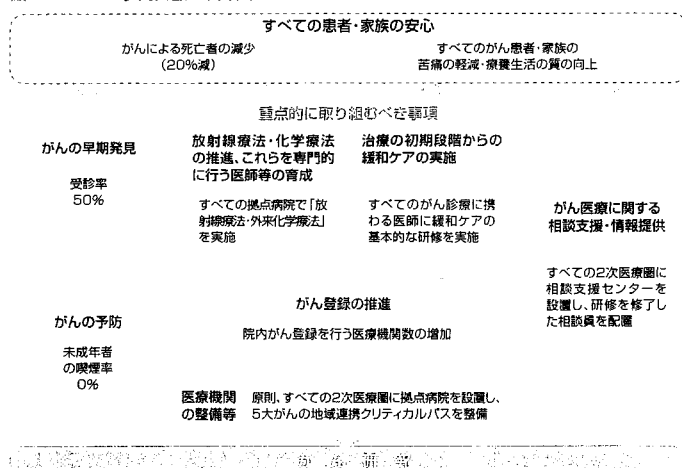 すべての患者・家族の安心
がんによる死亡者の減少
(20%減)
すべてのがん患者・家族の
苦痛の軽減・療養生活の質の向上
重点的に取り組むべき事項
がんの早期発見
受診率
50%
放射線療法・化学療法
の推進、これらを専門的
に行う医師等の育成
すべての拠点病院で「放
射線療法・外来化学療法」
を実施
治療の初期段階からの
緩和ケアの実施
すべてのがん診療に携
わる医師に緩和ケアの
基本的な研修を実施
がん医療に関する
相談支援・情報提供
すべての2次医療圏に
相談支援センターを
設置し、研修を修了し
た相談員を配置
がんの予防
未成年者
の喫煙率
0%
がん登録の推進
院内がん登録を行う医療機関数の増加
医療機関
の整備等
原則、すべての2次医療圏に拠点病院を設置し、
5大がんの地域連携クリティカルパスを整備
がん研究